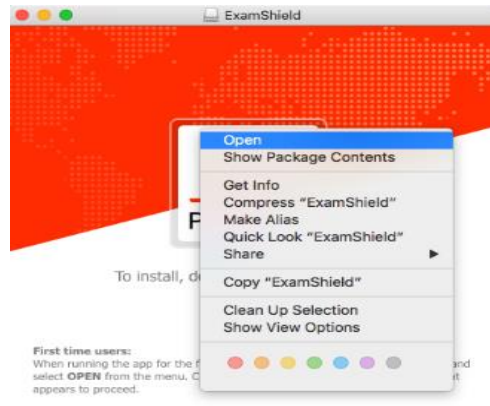 ExamShield
Open
Show Package Contents
Get Info
Compress “ExamShield”
P
Make Alias
Quick Look “ExamShield”
Share
To install, d
Copy “ExamShield”
Clean Up Selection
Show View Options
First time users:
When running the app for the f and
select OPEN from the menu. C t
appears to proceed.